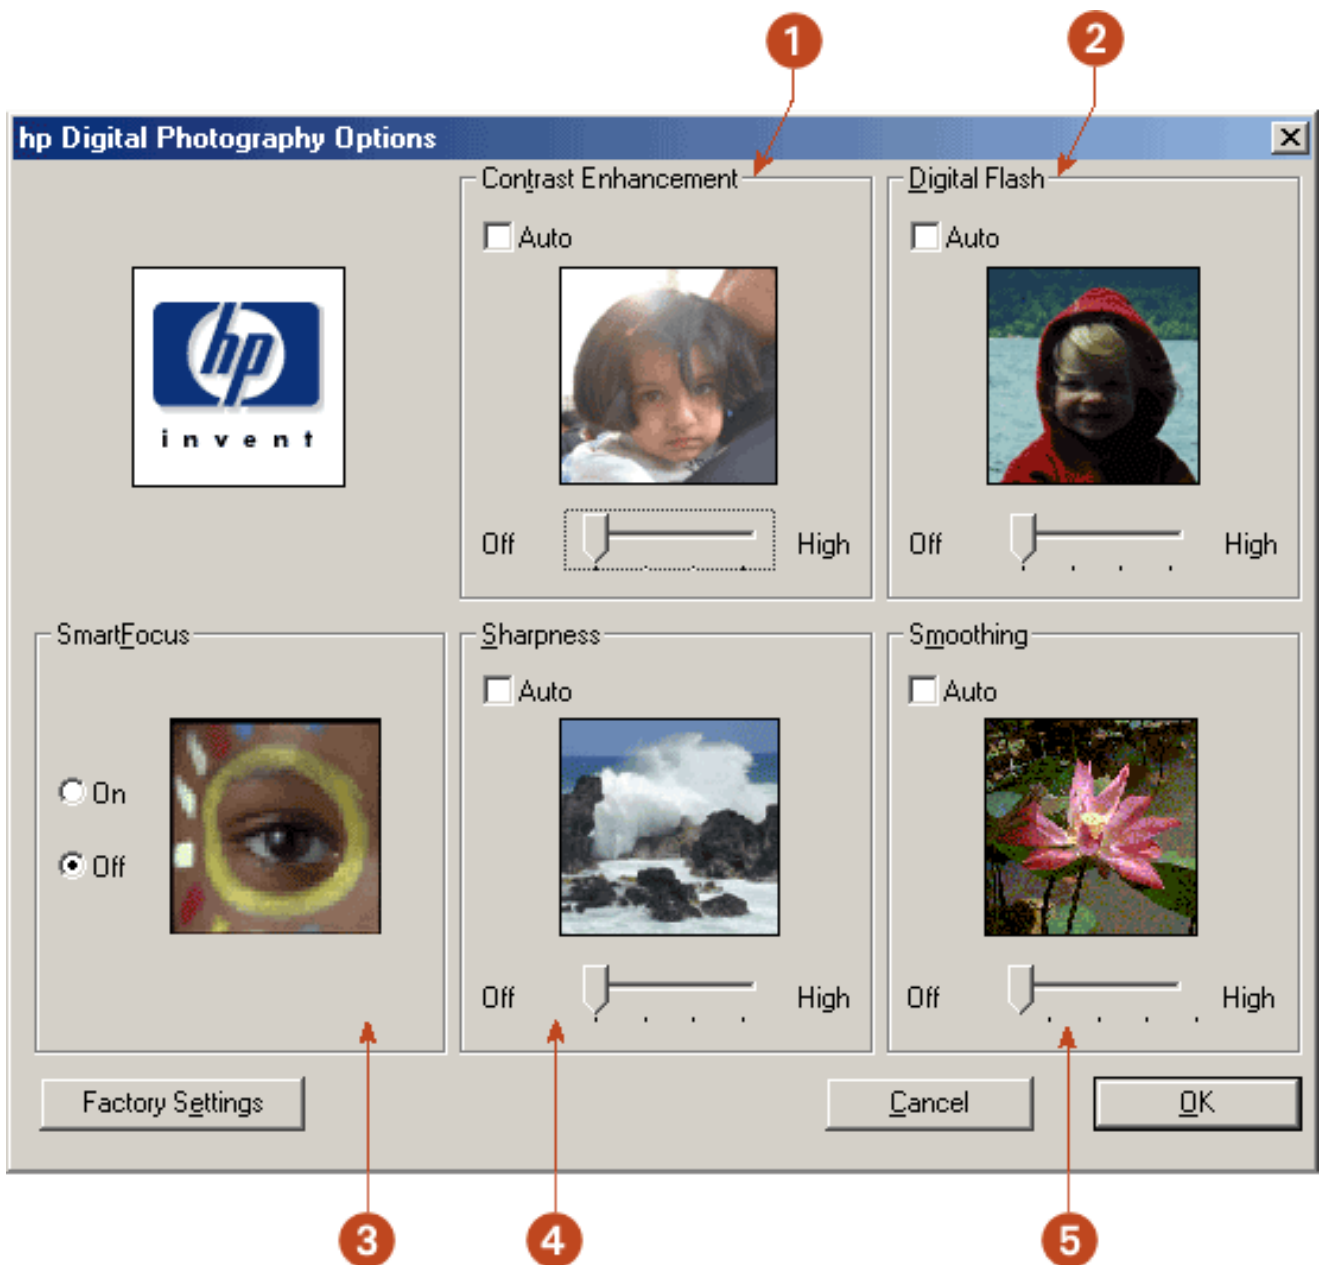 1
2
hp Digital Photography Options
Contrast Enhancement
Digital Flash
Auto
Auto
hp
invent
Off
High
Off
High
SmartFocus
Sharpness
Smoothing
Auto
Auto
On
Off
Off
High
Off
High
Factory Settings
Cancel
OK
3
4
5